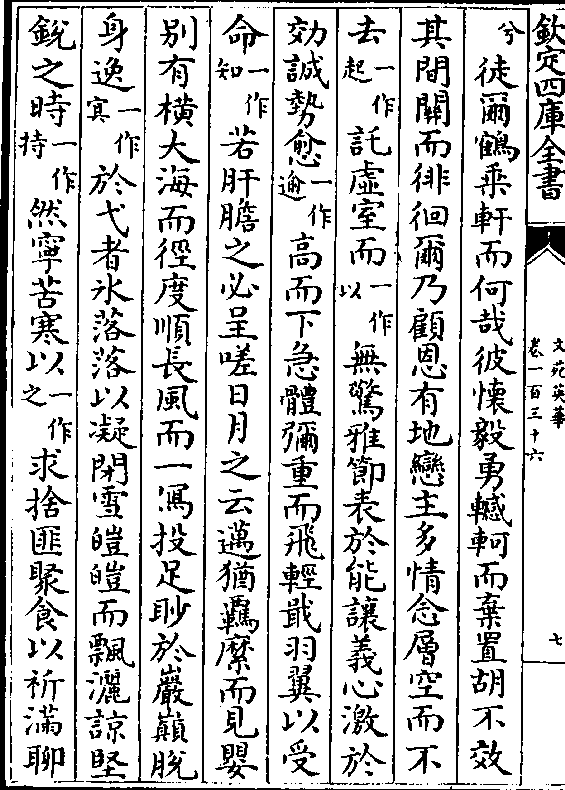 欽定四庫全書
文苑英華
卷一百三十六
七
兮徒爾鶴乘軒而何哉彼懷毅勇轗軻而棄置胡不效
其間關而徘徊爾乃顧恩有地戀主多情念層空而不
去一作起託虛室而一作以無驚雅節表於能讓義心激於
効誠勢愈一作逾高而下急體彌重而飛輕戢羽翼以受
命一作知若肝膽之必呈嗟日月之云邁猶羈縻而見嬰
別有橫大海而徑度順長風而一寫投足眇於巖巔脫
身逸一作寘於弋者氷落落以凝閉雪皚皚而飄灑諒堅
鋭之時一作持然寧苦寒以一作之求捨匪聚食以祈滿聊